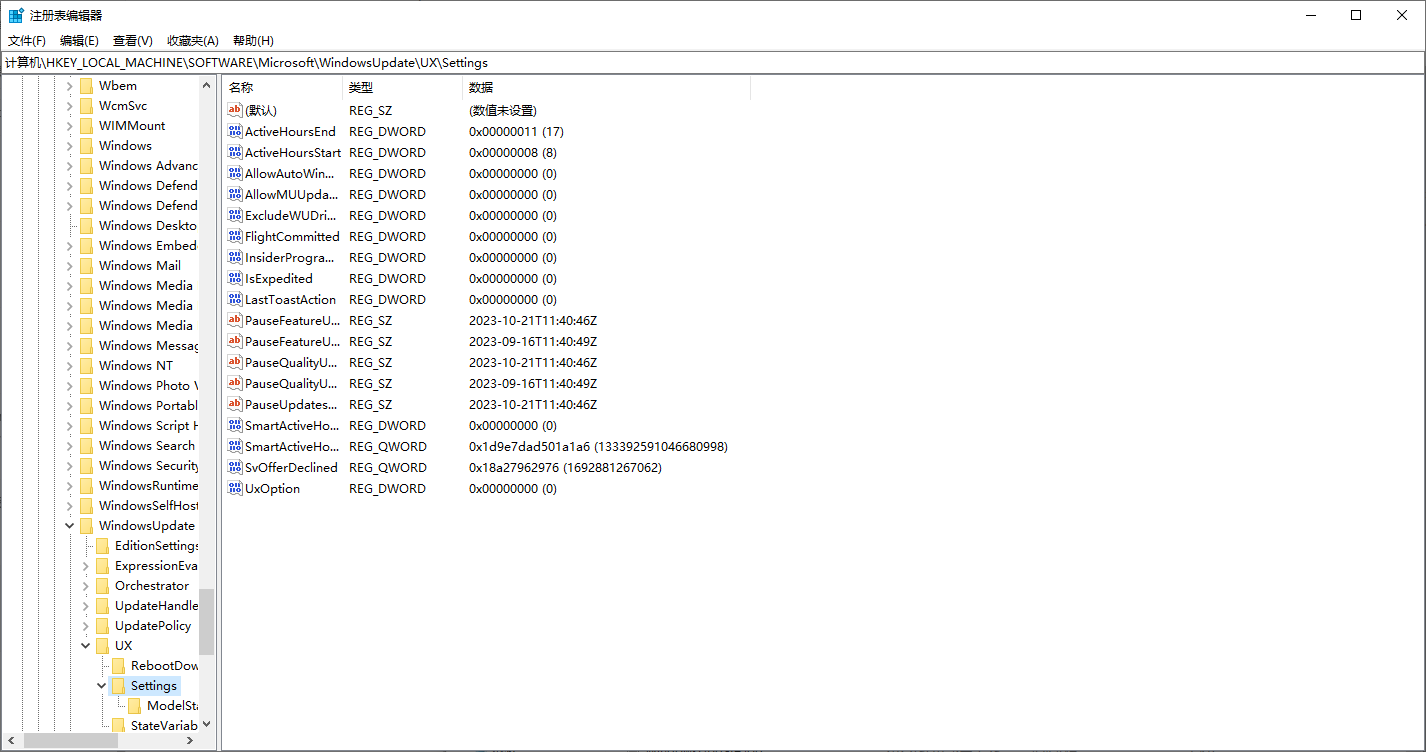 注册表编辑器
文件(F) 编辑(E) 查看(V) 收藏夹(A) 帮助(H)
计算机\HKEY_LOCAL_MACHINE\SOFTWARE\Microsoft\WindowsUpdate\UX\Settings
Wbem
WcmSvc
WIMMount
Windows
Windows Advanc
Windows Defend
Windows Defend
Windows Deskto
Windows Embed
Windows Mail
Windows Media
Windows Media
Windows Media
Windows Messag
Windows NT
Windows Photo V
Windows Portabl
Windows Script H
Windows Search
Windows Security
WindowsRuntime
WindowsSelfHost
WindowsUpdate
EditionSettings
ExpressionEva
Orchestrator
UpdateHandle
UpdatePolicy
UX
RebootDow
Settings
ModelSta
StateVariab
名称 类型 数据
(默认) REG_SZ (数值未设置)
ActiveHoursEnd REG_DWORD 0x00000011 (17)
ActiveHoursStart REG_DWORD 0x00000008 (8)
AllowAutoWin... REG_DWORD 0x00000000 (0)
AllowMUUpda... REG_DWORD 0x00000000 (0)
ExcludeWUDri... REG_DWORD 0x00000000 (0)
FlightCommitted REG_DWORD 0x00000000 (0)
InsiderProgra... REG_DWORD 0x00000000 (0)
IsExpedited REG_DWORD 0x00000000 (0)
LastToastAction REG_DWORD 0x00000000 (0)
PauseFeatureU... REG_SZ 2023-10-21T11:40:46Z
PauseFeatureU... REG_SZ 2023-09-16T11:40:49Z
PauseQualityU... REG_SZ 2023-10-21T11:40:46Z
PauseQualityU... REG_SZ 2023-09-16T11:40:49Z
PauseUpdates... REG_SZ 2023-10-21T11:40:46Z
SmartActiveHo... REG_DWORD 0x00000000 (0)
SmartActiveHo... REG_QWORD 0x1d9e7dad501a1a6 (133392591046680998)
SvOfferDeclined REG_QWORD 0x18a27962976 (1692881267062)
UxOption REG_DWORD 0x00000000 (0)